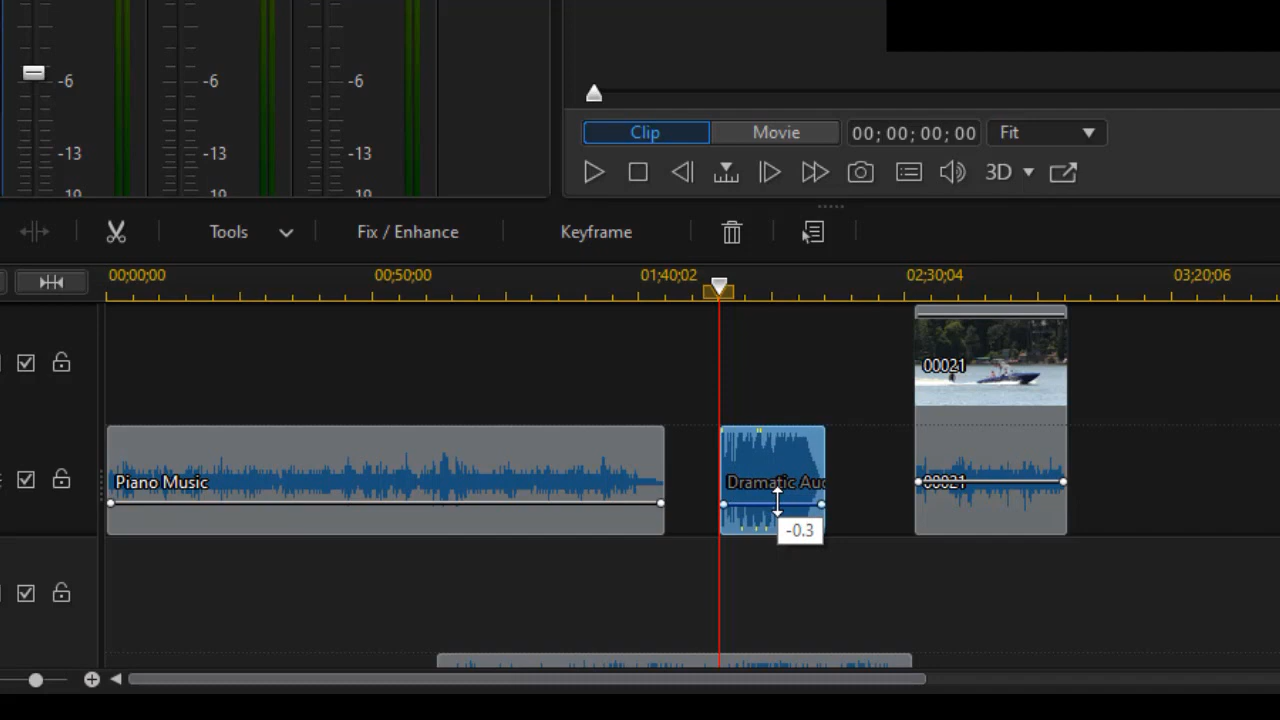 -6 -6 -6
-13 -13 -13
Clip Movie 00; 00; 00; 00 Fit
3D
Tools Fix / Enhance Keyframe
00;00;00 00;50;00 01;40;02 02;30;04 03;20;06
00021
Piano Music Dramatic Aud 00021
-0.3